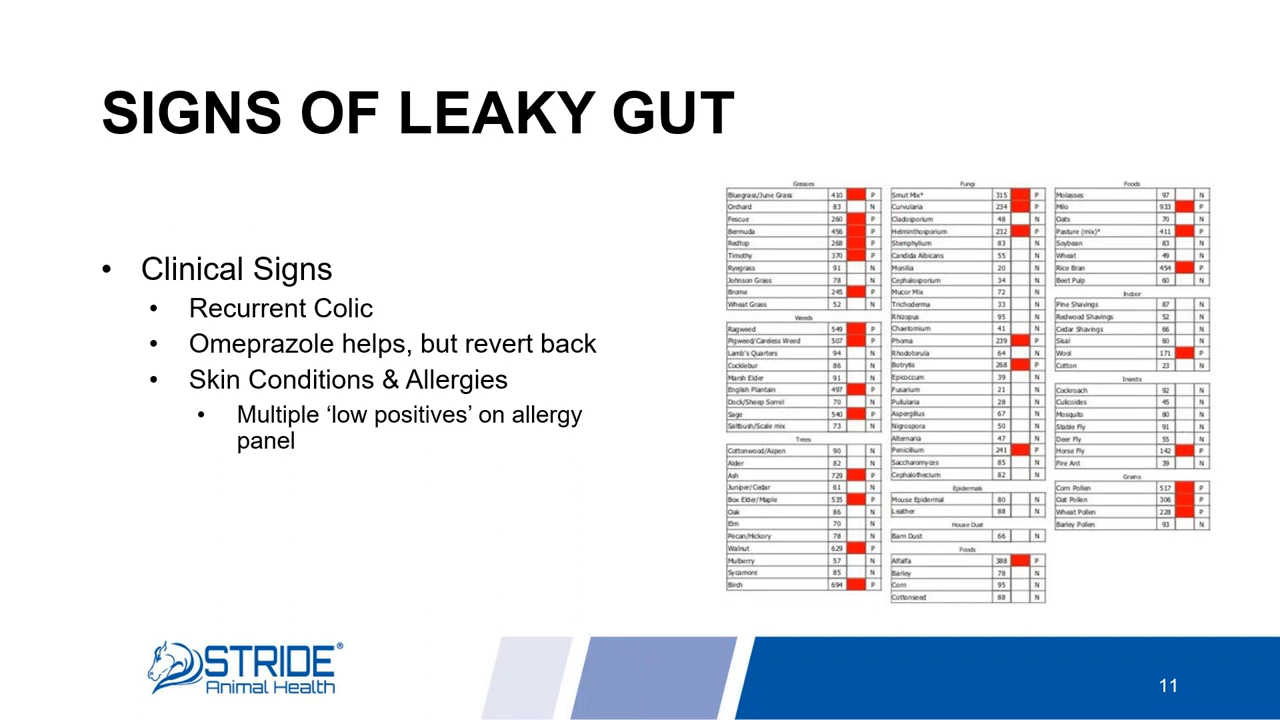 SIGNS OF LEAKY GUT
• Clinical Signs
• Recurrent Colic
• Omeprazole helps, but revert back
• Skin Conditions & Allergies
• Multiple ‘low positives’ on allergy
panel
Grasses
Bluegrass/June Grass 410 P
Orchard 83 N
Fescue 260 P
Bermuda 456 P
Redtop 268 P
Timothy 370 P
Ryegrass 91 N
Johnson Grass 78 N
Brome 245 P
Wheat Grass 52 N
Weeds
Ragweed 549 P
Pigweed/Careless Weed 507 P
Lamb's Quarters 94 N
Cocklebur 86 N
Marsh Elder 91 N
English Plantain 497 P
Dock/Sheep Sorrel 70 N
Sage 540 P
Saltbush/Scale mix 73 N
Trees
Cottonwood/Aspen 90 N
Alder 82 N
Ash 729 P
Juniper/Cedar 61 N
Box Elder/Maple 535 P
Oak 86 N
Elm 70 N
Pecan/Hickory 78 N
Walnut 629 P
Mulberry 57 N
Sycamore 85 N
Birch 694 P
Fungi
Smut Mix* 315 P
Curvularia 234 P
Cladosporium 48 N
Helminthosporium 232 P
Stemphylium 83 N
Candida Albicans 55 N
Monilia 20 N
Cephalosporium 34 N
Mucor Mix 72 N
Trichoderma 33 N
Rhizopus 95 N
Chaetomium 41 N
Phoma 239 P
Rhodotorula 64 N
Botrytis 268 P
Epicoccum 39 N
Fusarium 21 N
Pullularia 28 N
Aspergillus 67 N
Nigrospora 50 N
Alternaria 47 N
Penicillium 241 P
Saccharomyces 85 N
Cephalothecium 82 N
Epidermals
Mouse Epidermal 80 N
Leather 88 N
House Dust
Barn Dust 66 N
Foods
Alfalfa 388 P
Barley 78 N
Corn 95 N
Cottonseed 88 N
Foods
Molasses 97 N
Milo 933 P
Oats 70 N
Pasture (mix)* 411 P
Soybean 83 N
Wheat 49 N
Rice Bran 454 P
Beet Pulp 60 N
Indoor
Pine Shavings 87 N
Redwood Shavings 52 N
Cedar Shavings 66 N
Sisal 60 N
Wool 171 P
Cotton 23 N
Insects
Cockroach 92 N
Culicoides 45 N
Mosquito 80 N
Stable Fly 91 N
Deer Fly 55 N
Horse Fly 142 P
Fire Ant 39 N
Grains
Corn Pollen 517 P
Oat Pollen 306 P
Wheat Pollen 228 P
Barley Pollen 93 N
STRIDE®
Animal Health
11